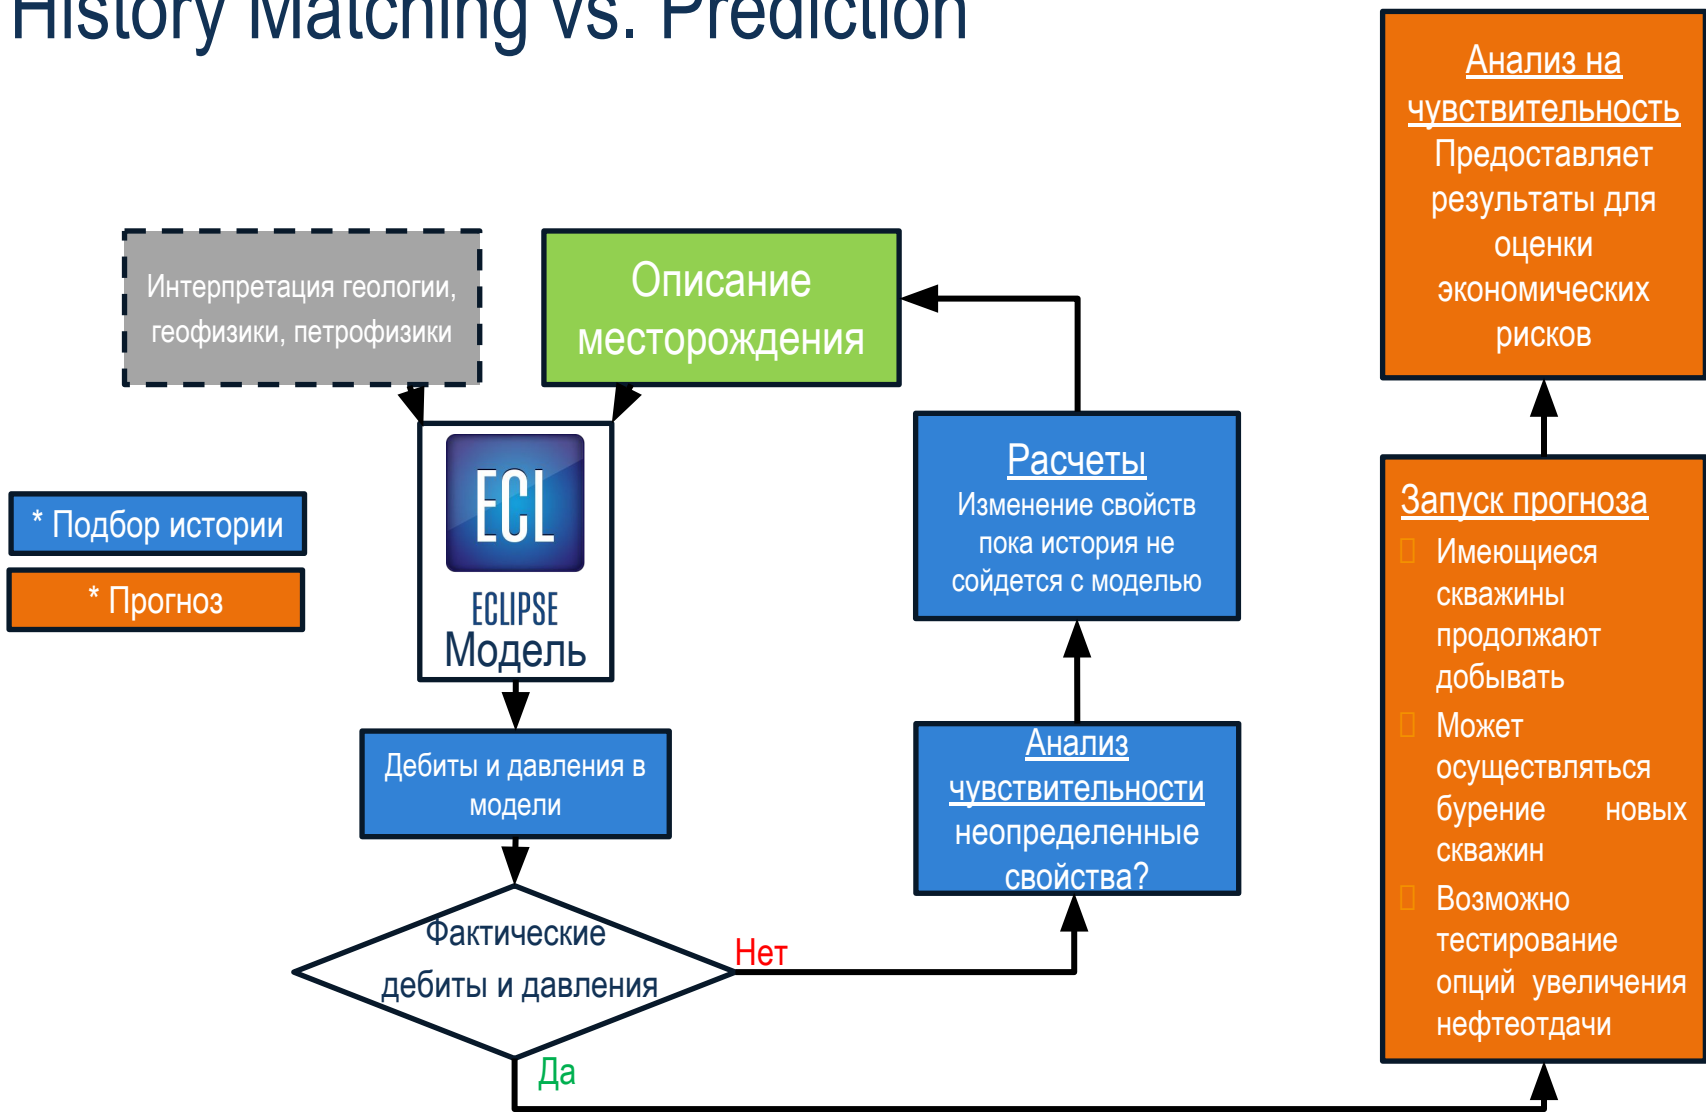 History Matching vs. Prediction
Интерпретация геологии,
геофизики, петрофизики
Описание
месторождения
* Подбор истории
* Прогноз
ECL
ECLIPSE
Модель
Дебиты и давления в
модели
Фактические
дебиты и давления
Нет
Да
Анализ
чувствительности
неопределенные
свойства?
Расчеты
Изменение свойств
пока история не
сойдется с моделью
Запуск прогноза
Имеющиеся
скважины
продолжают
добывать
Может
осуществляться
бурение новых
скважин
Возможно
тестирование
опций увеличения
нефтеотдачи
Анализ на
чувствительность
Предоставляет
результаты для
оценки
экономических
рисков